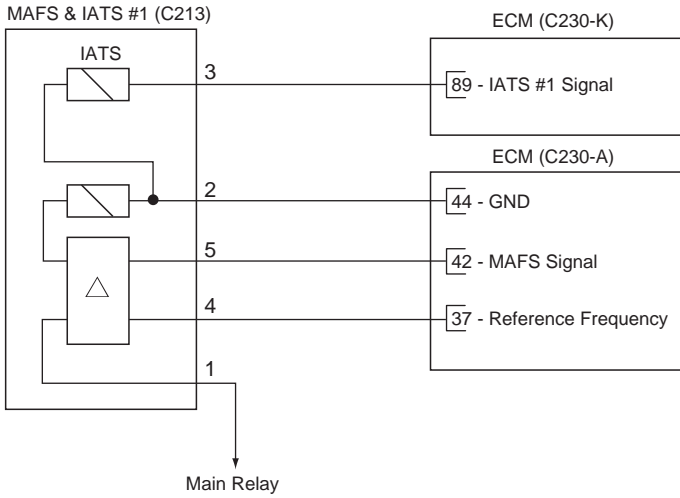 MAFS & IATS #1 (C213)
ECM (C230-K)
IATS
3
89 - IATS #1 Signal
ECM (C230-A)
2
44 - GND
5
42 - MAFS Signal
4
37 - Reference Frequency
1
Main Relay